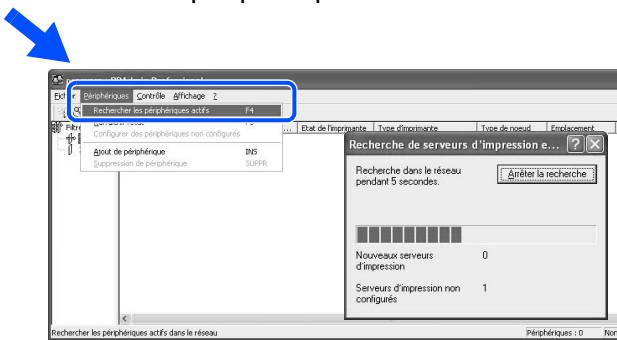 BRAdmin Professional
Fichier Périphériques Contrôle Affichage ?
Rechercher les périphériques actifs F4
Configurer des périphériques non configurés
Ajout de périphérique INS
Suppression de périphérique SUPPR
Filtre
Etat de l'imprimante Type d'imprimante Type de noeud Emplacement
Recherche de serveurs d'impression e...
Recherche dans le réseau
pendant 5 secondes.
Arrêter la recherche
Nouveaux serveurs
d'impression
0
Serveurs d'impression non
configurés
1
Rechercher les périphériques actifs dans le réseau
Périphériques : 0